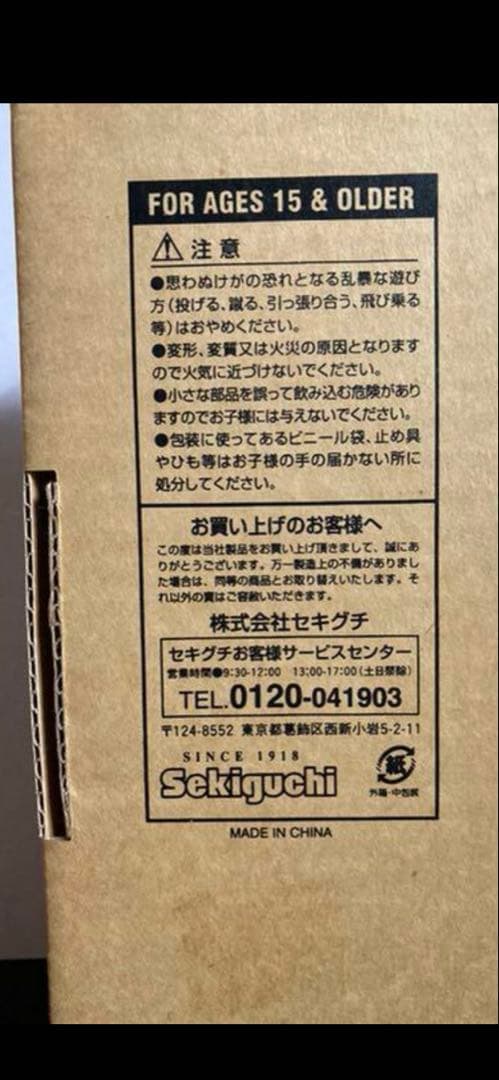 FOR AGES 15 & OLDER
注意
●思わぬけがの恐れとなる乱暴な遊び
方(投げる、蹴る、引っ張り合う、飛び乗る
等)はおやめください。
●変形、変質又は火災の原因となります
ので火気に近づけないでください。
●小さな部品を誤って飲み込む危険があり
ますのでお子様には与えないでください。
●包装に使ってあるビニール袋、止め具
やひも等はお子様の手の届かない所に
処分してください。
お買い上げのお客様へ
この度は当社製品をお買い上げ頂きまして、誠にあ
りがとうございます。万一製造上の不備がありまし
た場合は、同等の商品とお取り替えいたします。そ
れ以外の責はご容赦いただきます。
株式会社セキグチ
セキグチお客様サービスセンター
営業時間●9:30-12:00 13:00-17:00(土日祭除)
TEL.0120-041903
〒124-8552 東京都葛飾区西新小岩5-2-11
SINCE 1918
Sekiguchi
紙
外箱・中包装
MADE IN CHINA